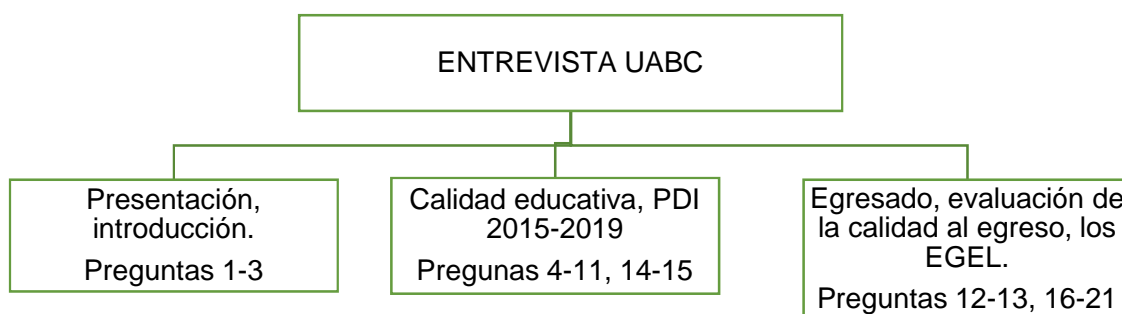 ENTREVISTA UABC
Presentación,
introducción.
Preguntas 1-3
Calidad educativa, PDI
2015-2019
Pregunas 4-11, 14-15
Egresado, evaluación de
la calidad al egreso, los
EGEL.
Preguntas 12-13, 16-21